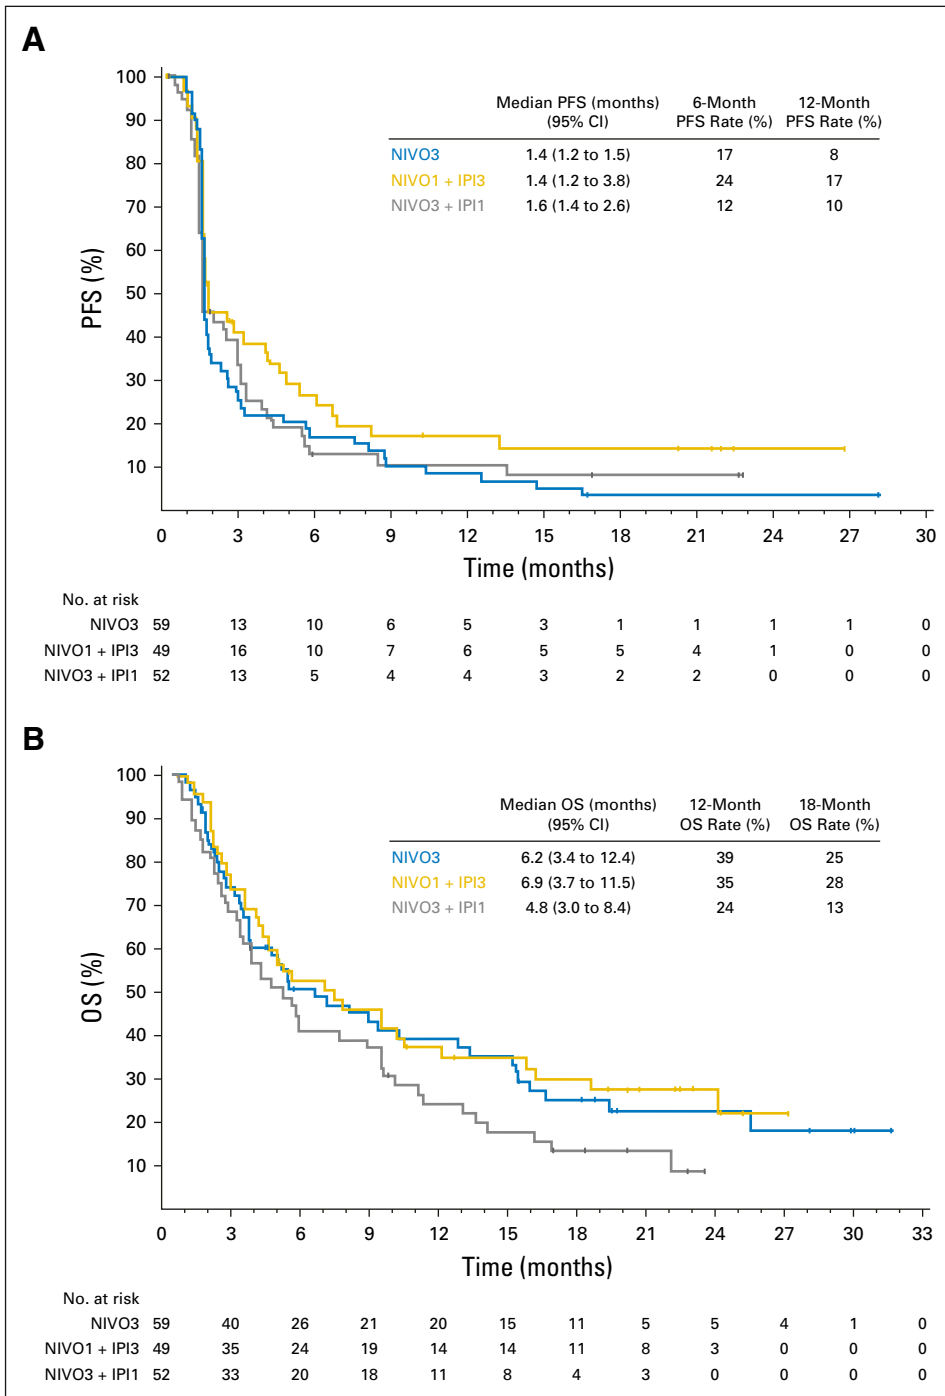 A
Median PFS (months) 6-Month 12-Month
(95% CI) PFS Rate (%) PFS Rate (%)
NIVO3 1.4 (1.2 to 1.5) 17 8
NIVO1 + IPI3 1.4 (1.2 to 3.8) 24 17
NIVO3 + IPI1 1.6 (1.4 to 2.6) 12 10
PFS (%)
100
90
80
70
60
50
40
30
20
10
0 3 6 9 12 15 18 21 24 27 30
Time (months)
No. at risk
NIVO3 59 13 10 6 5 3 1 1 1 1 0
NIVO1 + IPI3 49 16 10 7 6 5 5 4 1 0 0
NIVO3 + IPI1 52 13 5 4 4 3 2 2 0 0 0
B
Median OS (months) 12-Month 18-Month
(95% CI) OS Rate (%) OS Rate (%)
NIVO3 6.2 (3.4 to 12.4) 39 25
NIVO1 + IPI3 6.9 (3.7 to 11.5) 35 28
NIVO3 + IPI1 4.8 (3.0 to 8.4) 24 13
OS (%)
100
90
80
70
60
50
40
30
20
10
0 3 6 9 12 15 18 21 24 27 30 33
Time (months)
No. at risk
NIVO3 59 40 26 21 20 15 11 5 5 4 1 0
NIVO1 + IPI3 49 35 24 19 14 14 11 8 3 0 0 0
NIVO3 + IPI1 52 33 20 18 11 8 4 3 0 0 0 0